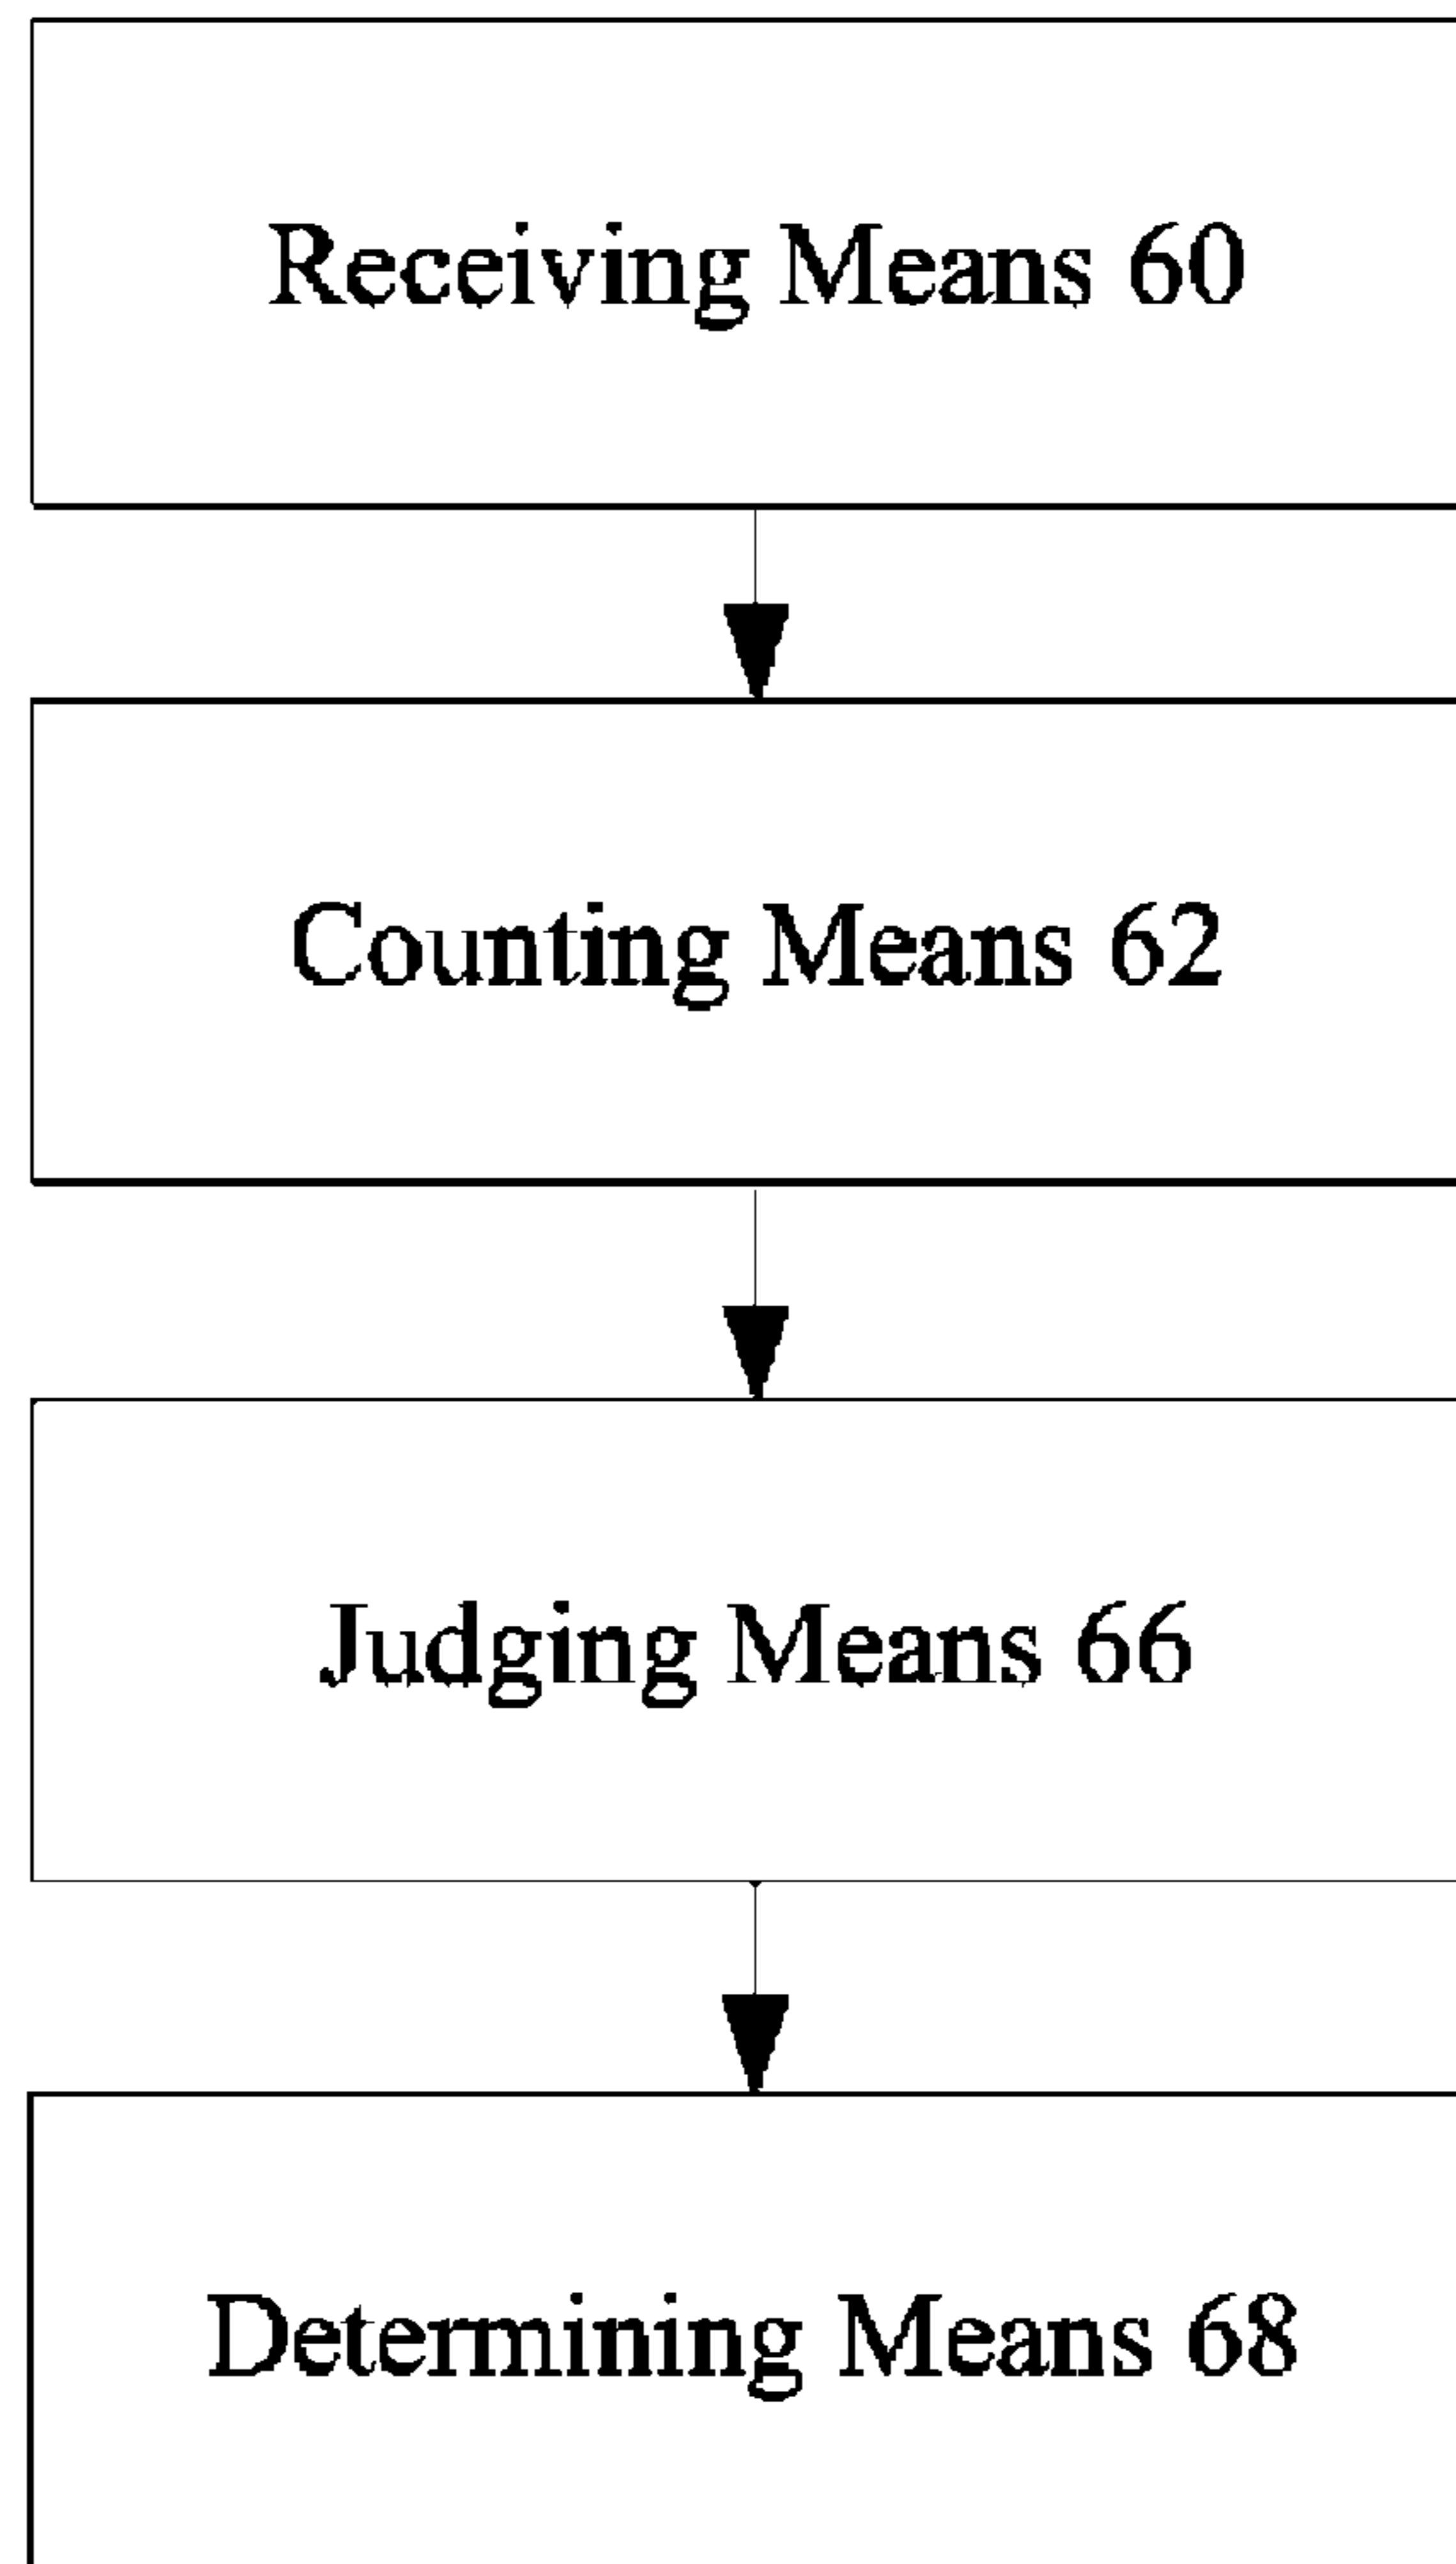 Receiving Means 60
Counting Means 62
Judging Means 66
Determining Means 68